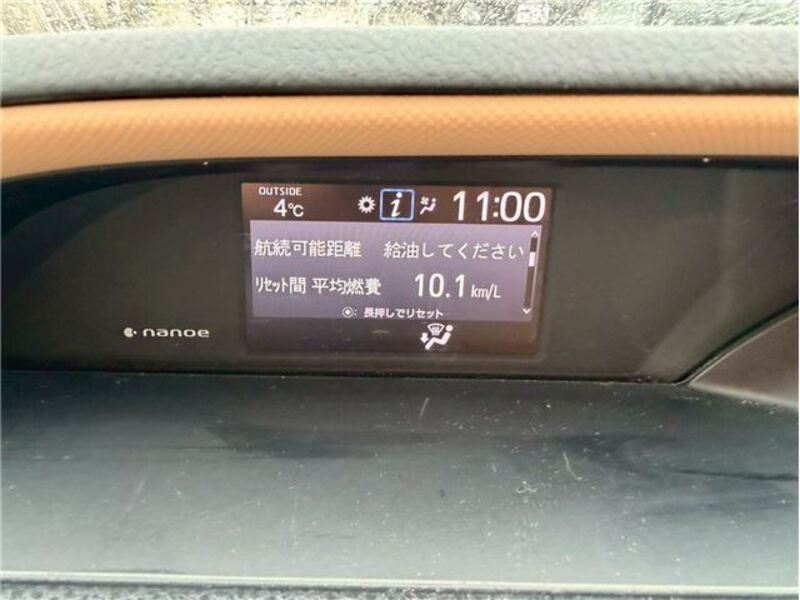 OUTSIDE
4℃
i
11:00
航続可能距離 給油してください
ﾘｾｯﾄ間 平均燃費 10.1 km/L
◉: 長押しでリセット
nanoe